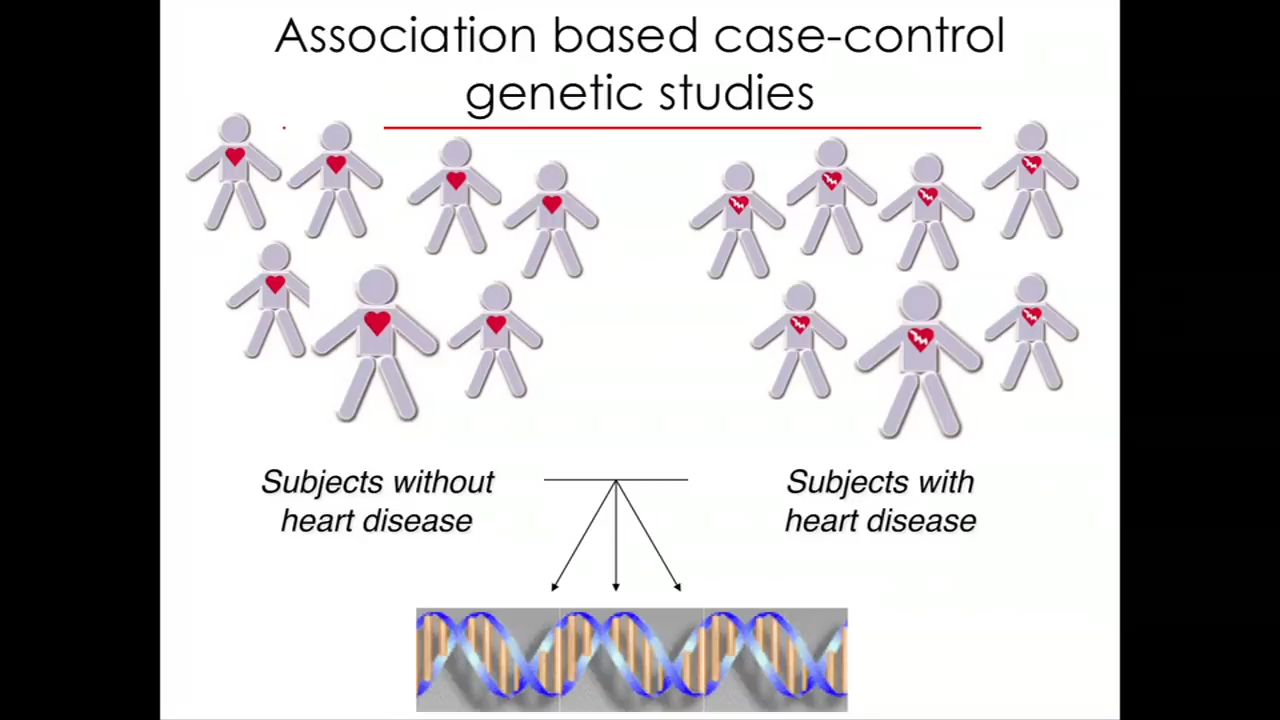 Association based case-control
genetic studies
Subjects without
heart disease
Subjects with
heart disease